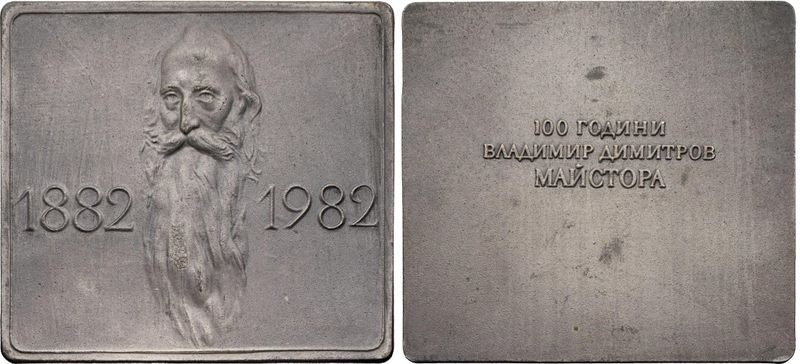 1882 1982
100 ГОДИНИ
ВЛАДИМИР ДИМИТРОВ
МАЙСТОРА